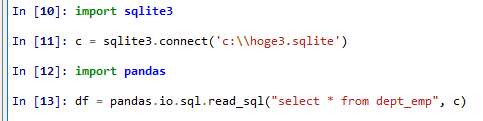 In [10]: import sqlite3
In [11]: c = sqlite3.connect('c:\\hoge3.sqlite')
In [12]: import pandas
In [13]: df = pandas.io.sql.read_sql("select * from dept_emp", c)